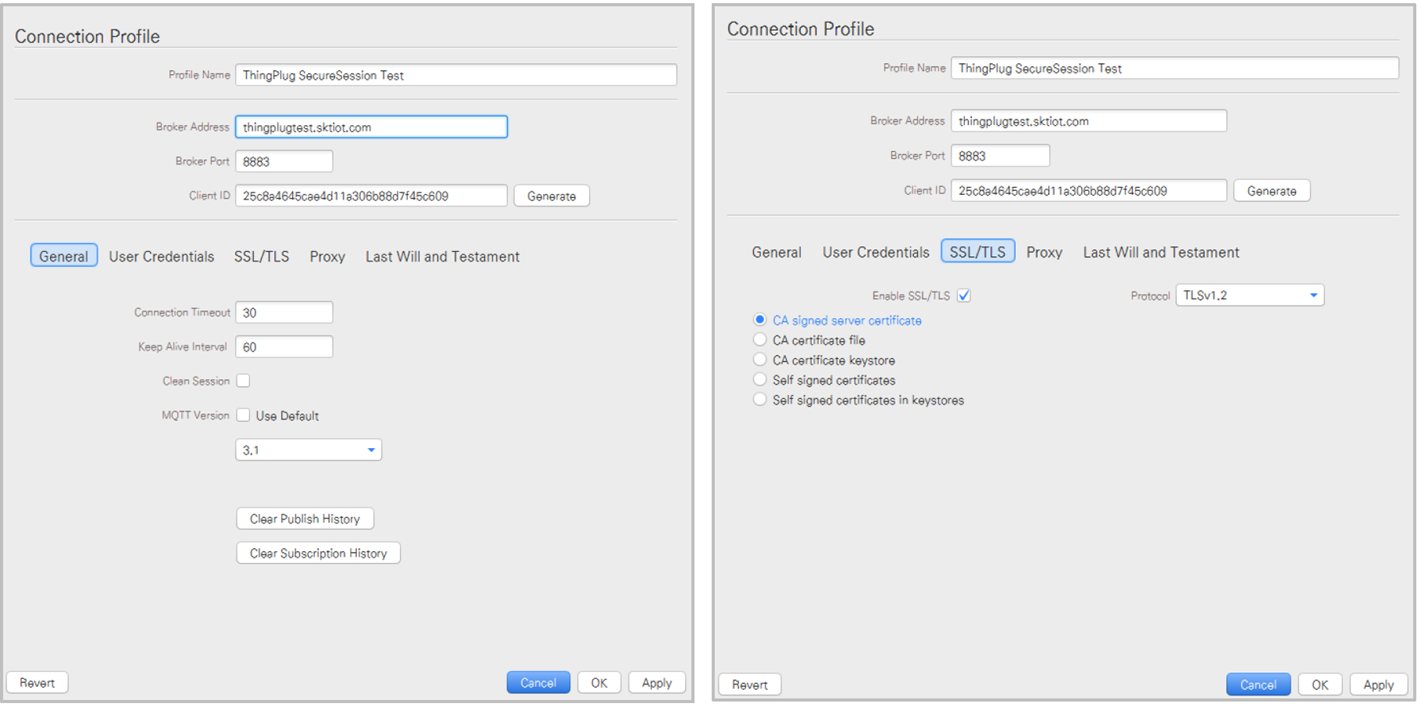 Connection Profile
Profile Name ThingPlug SecureSession Test
Broker Address thingplugtest.sktiot.com
Broker Port 8883
Client ID 25c8a4645cae4d11a306b88d7f45c609 Generate
General User Credentials SSL/TLS Proxy Last Will and Testament
Connection Timeout 30
Keep Alive Interval 60
Clean Session
MQTT Version Use Default
3.1
Clear Publish History
Clear Subscription History
Revert Cancel OK Apply
Connection Profile
Profile Name ThingPlug SecureSession Test
Broker Address thingplugtest.sktiot.com
Broker Port 8883
Client ID 25c8a4645cae4d11a306b88d7f45c609 Generate
General User Credentials SSL/TLS Proxy Last Will and Testament
Enable SSL/TLS Protocol TLSv1.2
CA signed server certificate
CA certificate file
CA certificate keystore
Self signed certificates
Self signed certificates in keystores
Revert Cancel OK Apply